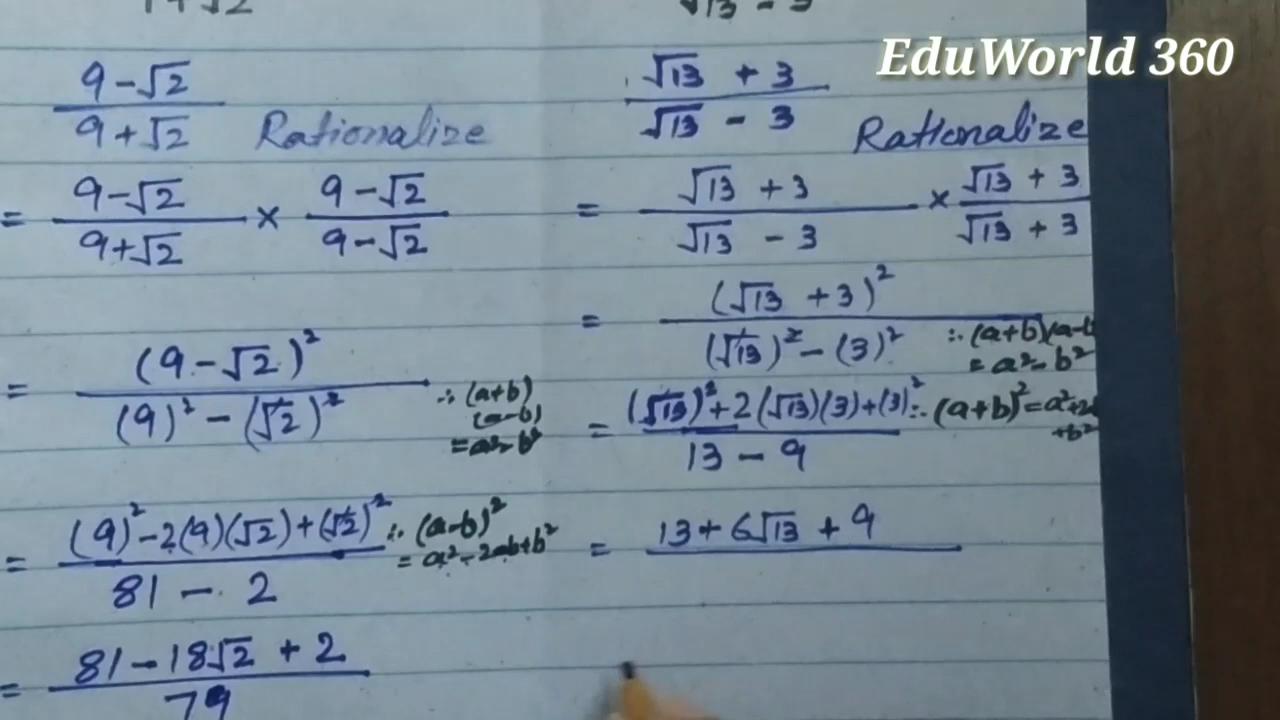 EduWorld 360
9 - √2
9 + √2
Rationalize
= 9 - √2 / 9 + √2 × 9 - √2 / 9 - √2
= (9 - √2)² / (9)² - (√2)²
∴ (a+b)
(a-b)
= a² - b²
= (9)² - 2(9)(√2) + (√2)² / 81 - 2
∴ (a-b)²
= a² - 2ab + b²
= 81 - 18√2 + 2 / 79
√13 + 3
√13 - 3
Rationalize
= √13 + 3 / √13 - 3 × √13 + 3 / √13 + 3
= (√13 + 3)² / (√13)² - (3)²
∴ (a+b)(a-b
= a² - b²
= (√13)² + 2(√13)(3) + (3)² / 13 - 9
∴ (a+b)² = a² + 2
+ b²
= 13 + 6√13 + 9